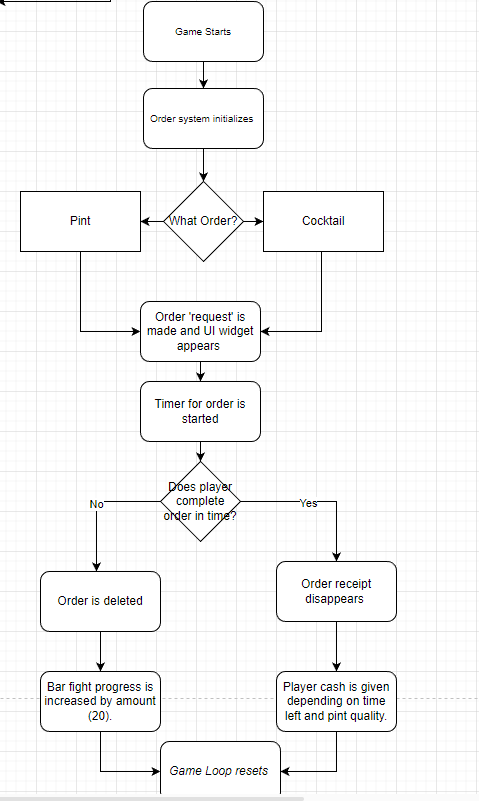 Game Starts
Order system initializes
Pint
What Order?
Cocktail
Order 'request' is
made and UI widget
appears
Timer for order is
started
Does player
complete
order in time?
No
Yes
Order is deleted
Order receipt
disappears
Bar fight progress is
increased by amount
(20).
Player cash is given
depending on time
left and pint quality.
Game Loop resets